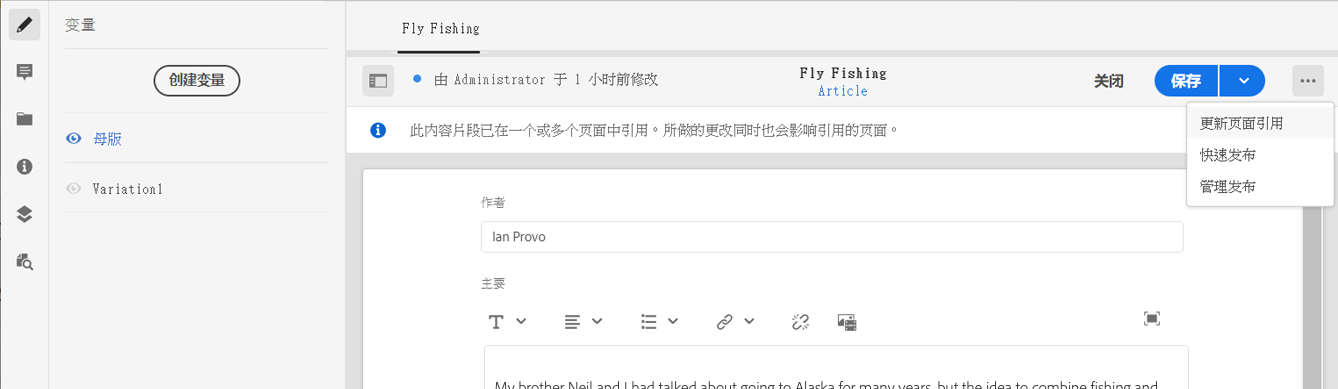 变量
创建变量
母版
Variation1
Fly Fishing
由 Administrator 于 1 小时前修改
Fly Fishing
Article
关闭
保存
更新页面引用
快速发布
管理发布
此内容片段已在一个或多个页面中引用。所做的更改同时也会影响引用的页面。
作者
Ian Provo
主要
My brother Neil and I had talked about going to Alaska for many years, but the idea to combine fishing and